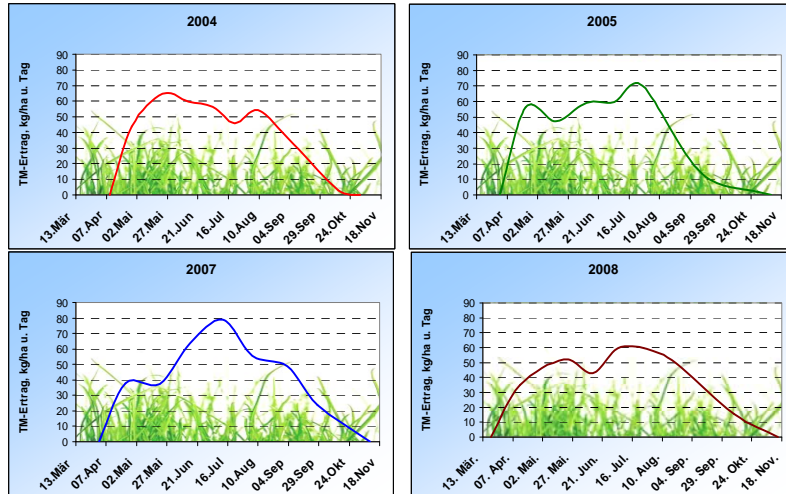 2004
TM-Ertrag, kg/ha u. Tag
90
80
70
60
50
40
30
20
10
0
13.Mär
07.Apr
02.Mai
27.Mai
21.Jun
16.Jul
10.Aug
04.Sep
29.Sep
24.Okt
18.Nov
2005
TM-Ertrag, kg/ha u. Tag
90
80
70
60
50
40
30
20
10
0
13.Mär
07.Apr
02.Mai
27.Mai
21.Jun
16.Jul
10.Aug
04.Sep
29.Sep
24.Okt
18.Nov
2007
TM-Ertrag, kg/ha u. Tag
90
80
70
60
50
40
30
20
10
0
13.Mär
07.Apr
02.Mai
27.Mai
21.Jun
16.Jul
10.Aug
04.Sep
29.Sep
24.Okt
18.Nov
2008
TM-Ertrag, kg/ha u. Tag
90
80
70
60
50
40
30
20
10
0
13. Mär.
07. Apr.
02. Mai.
27. Mai.
21. Jun.
16. Jul.
10. Aug.
04. Sep.
29. Sep.
24. Okt.
18. Nov.